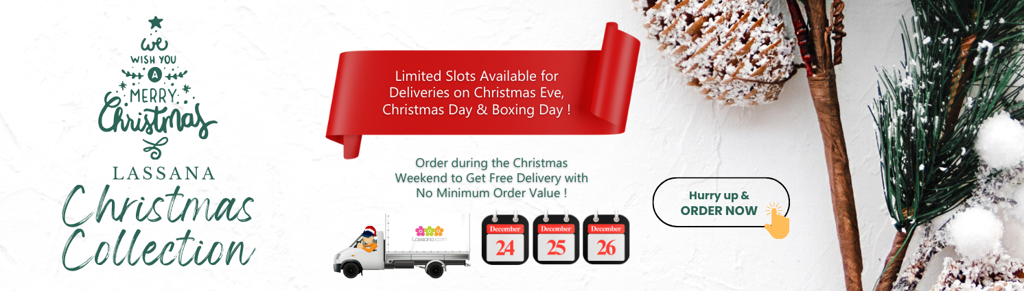 we
WISH YOU
A
MERRY
Christmas
LASSANA
Christmas
Collection
Limited Slots Available for
Deliveries on Christmas Eve,
Christmas Day & Boxing Day !
Order during the Christmas
Weekend to Get Free Delivery with
No Minimum Order Value !
Lassana.com
December
24
December
25
December
26
Hurry up &
ORDER NOW